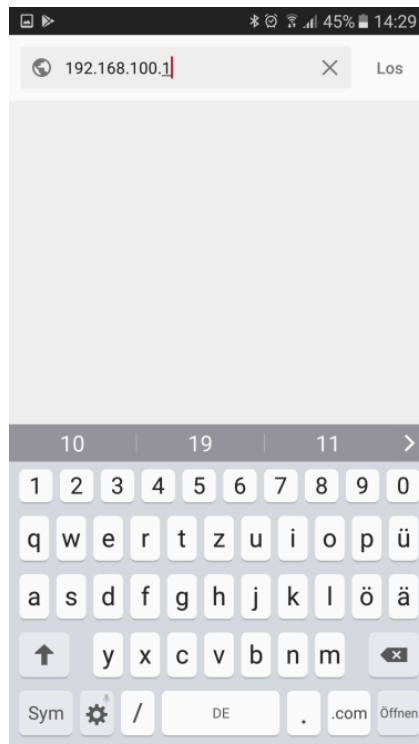 45% 14:29
192.168.100.1 Los
10 19 11
1 2 3 4 5 6 7 8 9 0
q w e r t z u i o p ü
a s d f g h j k l ö ä
y x c v b n m
Sym / DE . .com Öffnen